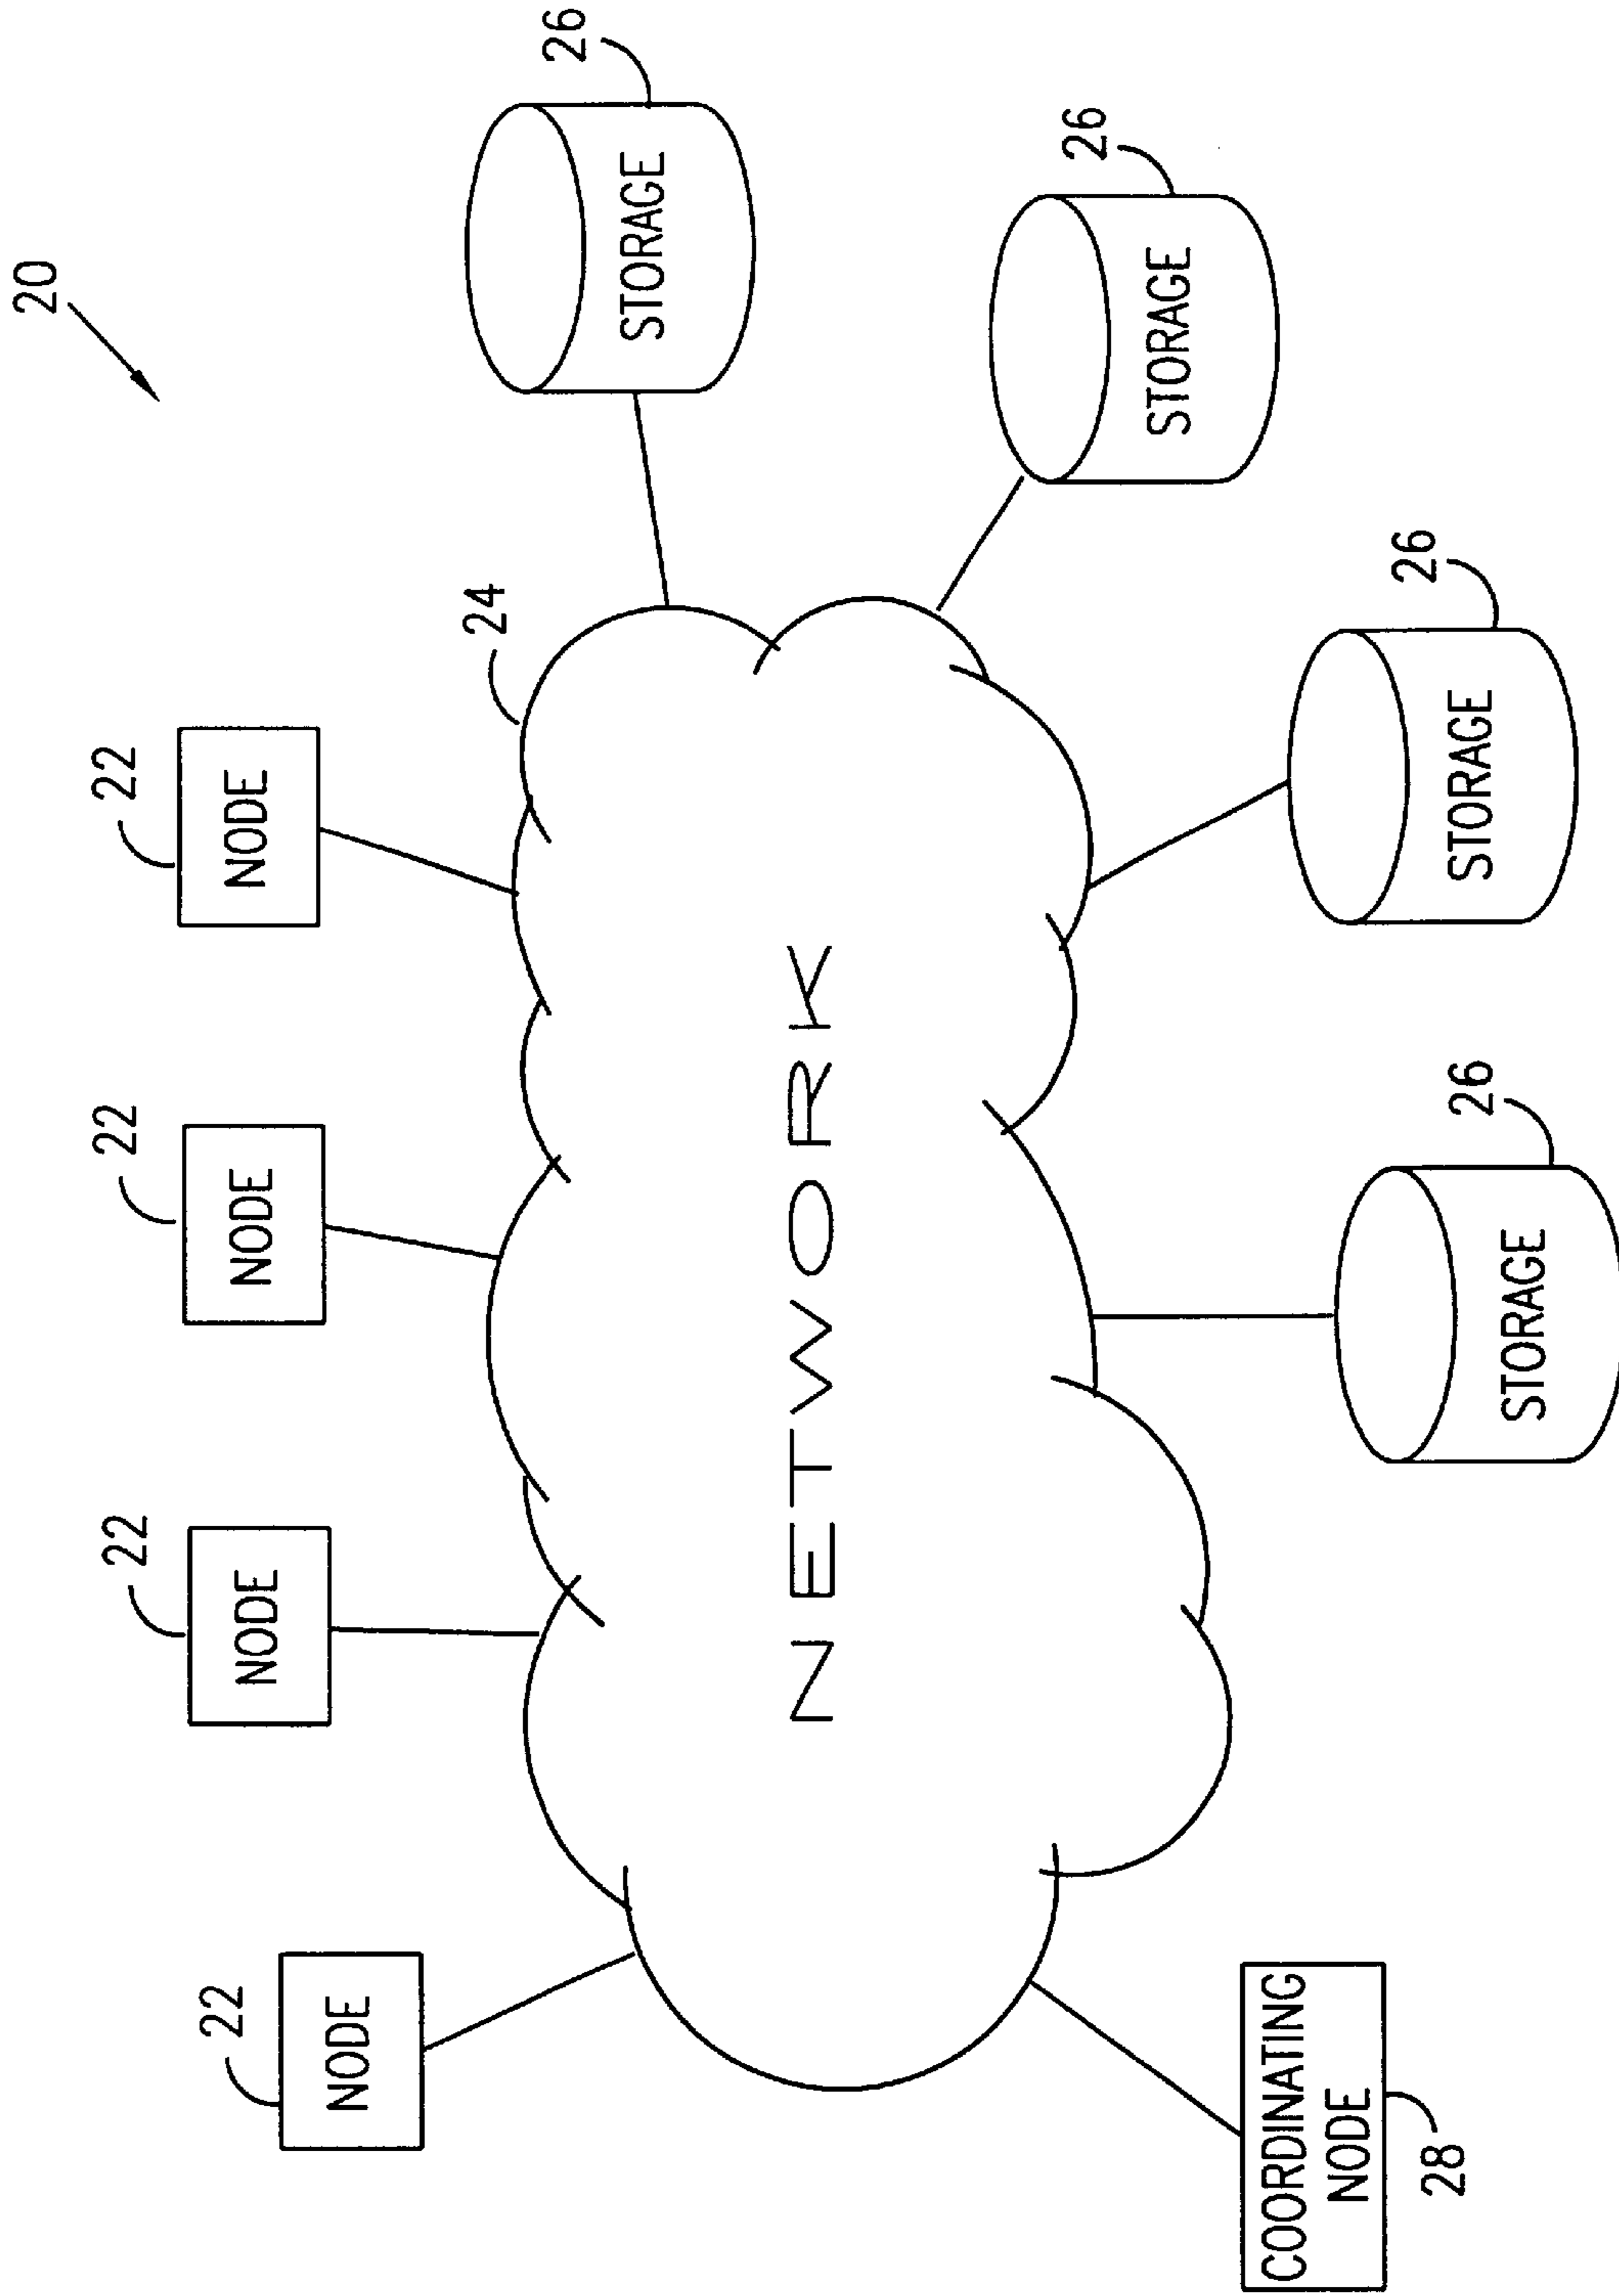 20
22
NODE
22
NODE
22
NODE
22
NODE
24
NETWORK
26
STORAGE
26
STORAGE
26
STORAGE
26
STORAGE
COORDINATING
NODE
28